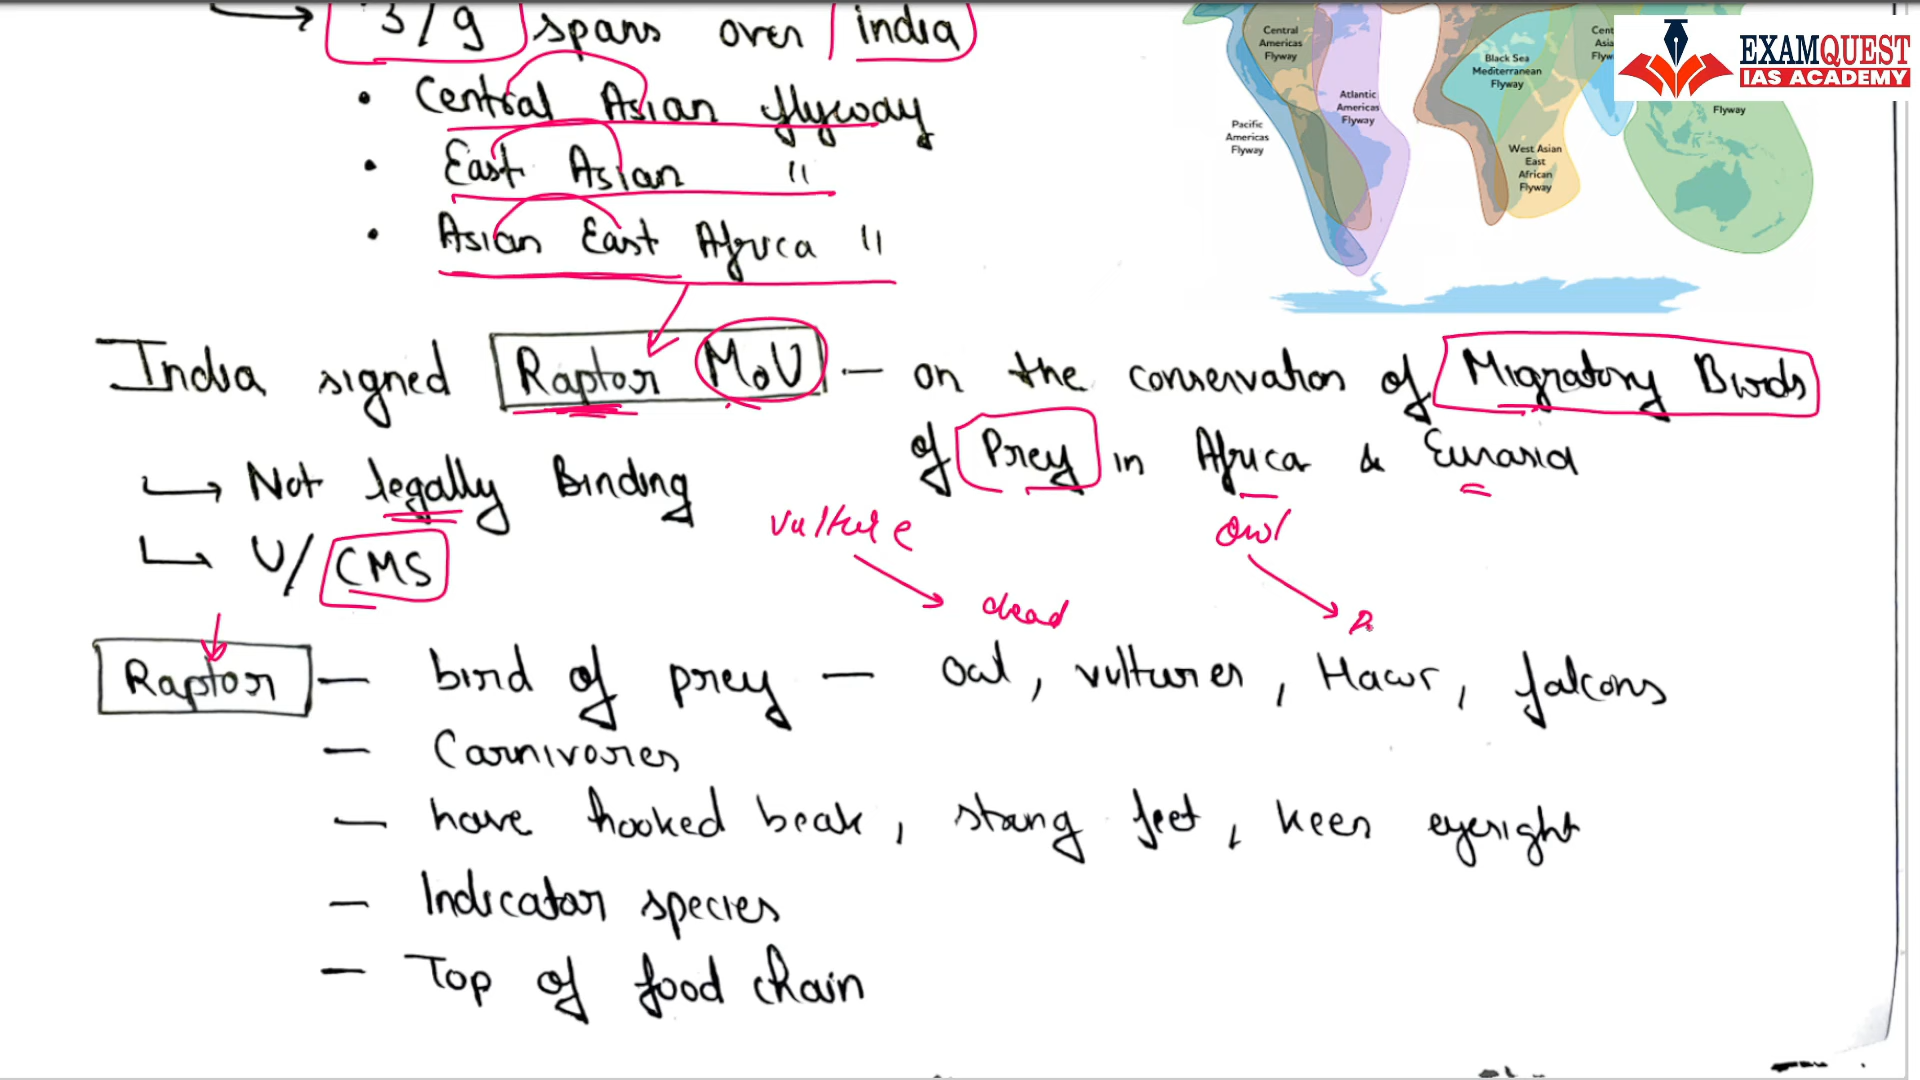 3/9 spans over India
• Central Asian flyway
• East Asian "
• Asian East Africa "
India signed Raptor MoU — on the conservation of Migratory Birds
of Prey in Africa & Eurasia
Not legally Binding
U/ CMS
vulture
owl
dead
Raptor — bird of prey — owl, vultures, Hawk, falcons
— Carnivores
— have hooked beak, strong feet, keen eyesight
— Indicator species
— Top of food chain
Central
Americas
Flyway
Atlantic
Americas
Flyway
Pacific
Americas
Flyway
Black Sea
Mediterranean
Flyway
West Asian
East
African
Flyway
Flyway
EXAMQUEST
IAS ACADEMY